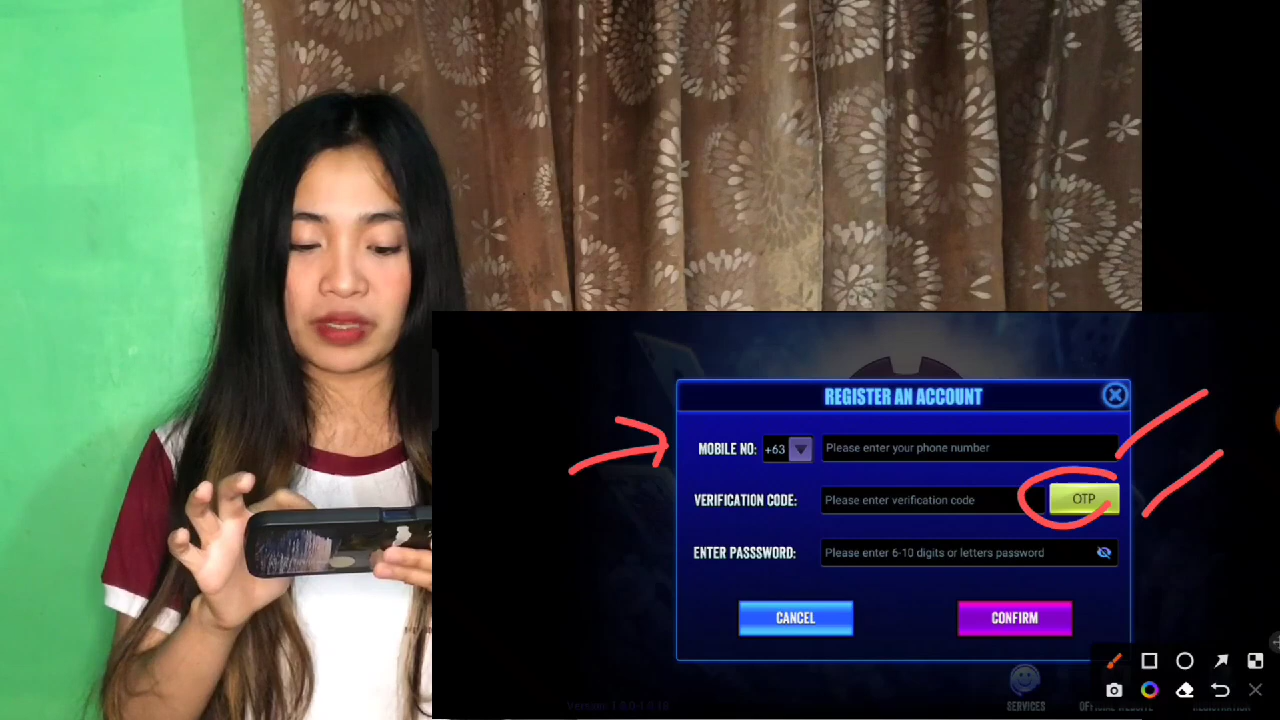 REGISTER AN ACCOUNT
MOBILE NO: +63 Please enter your phone number
VERIFICATION CODE: Please enter verification code OTP
ENTER PASSSWORD: Please enter 6-10 digits or letters password
CANCEL CONFIRM
SERVICES